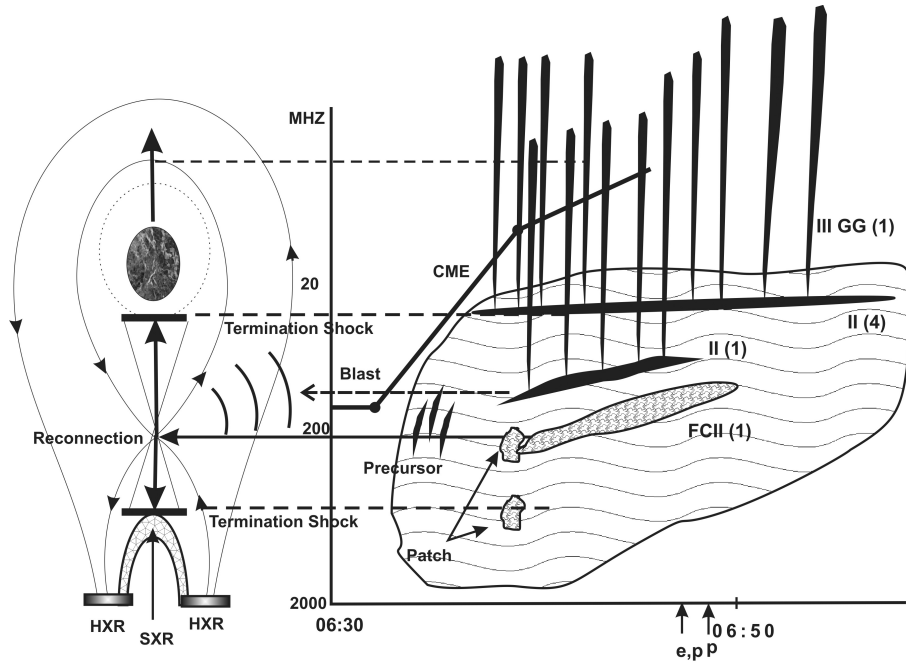 MHZ
III GG (1)
CME
20
Termination Shock
II (4)
II (1)
Blast
Reconnection
200
FCII (1)
Precursor
Termination Shock
Patch
2000
HXR
SXR
HXR
06:30
06:50
e,p
p